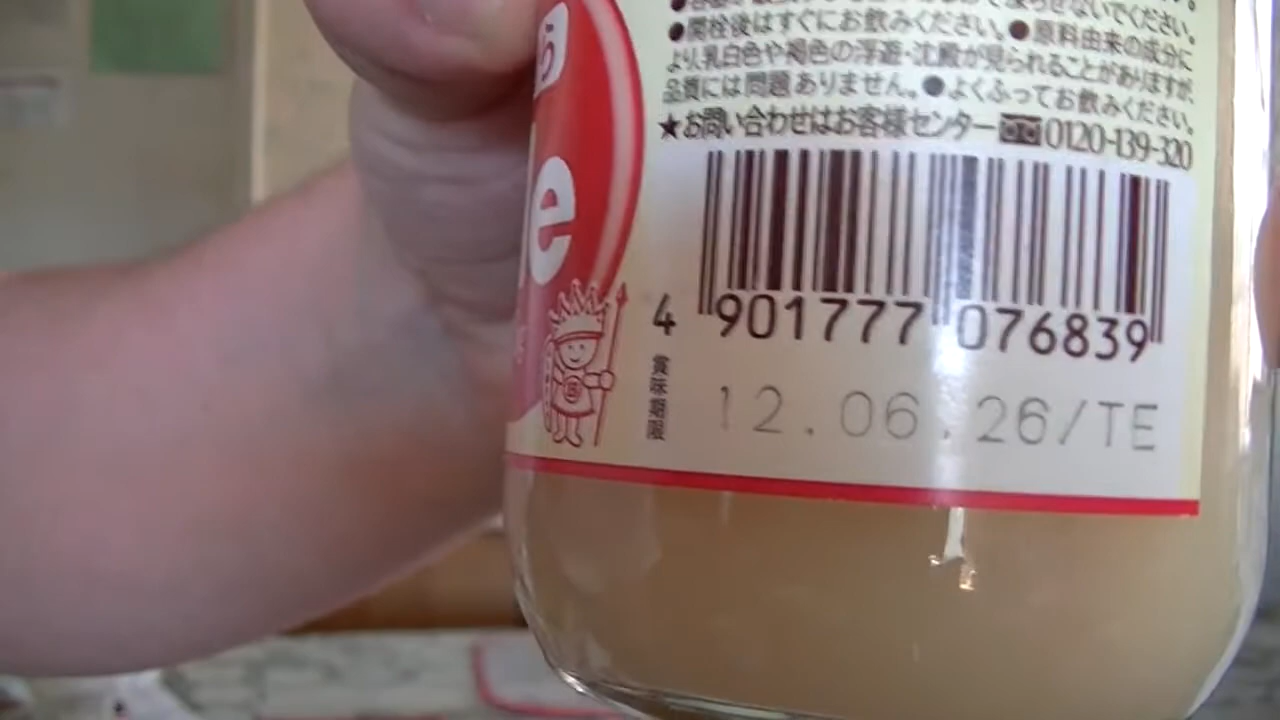 ら
●開栓後はすぐにお飲みください。●原料由来の成分に
より、乳白色や褐色の浮遊・沈殿が見られることがありますが、
品質には問題ありません。●よくふってお飲みください。
★お問い合わせはお客様センター 0120-139-320
e
4 901777 076839
賞味期限
12.06.26/TE